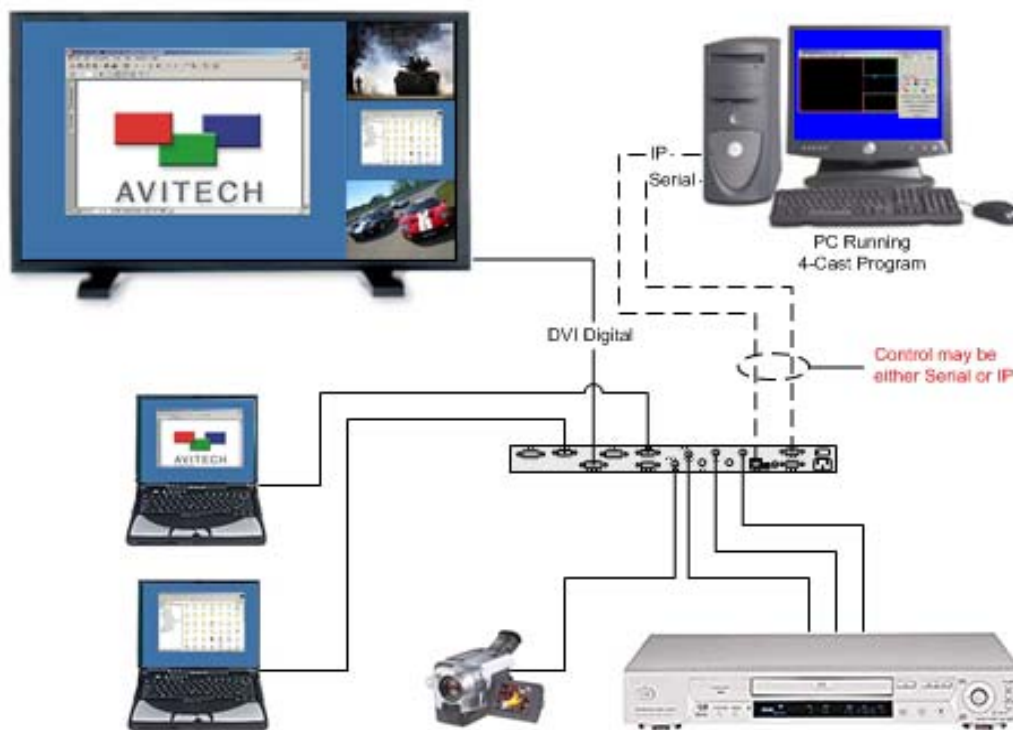 AVITECH
IP
Serial
PC Running
4-Cast Program
DVI Digital
Control may be
either Serial or IP
AVITECH